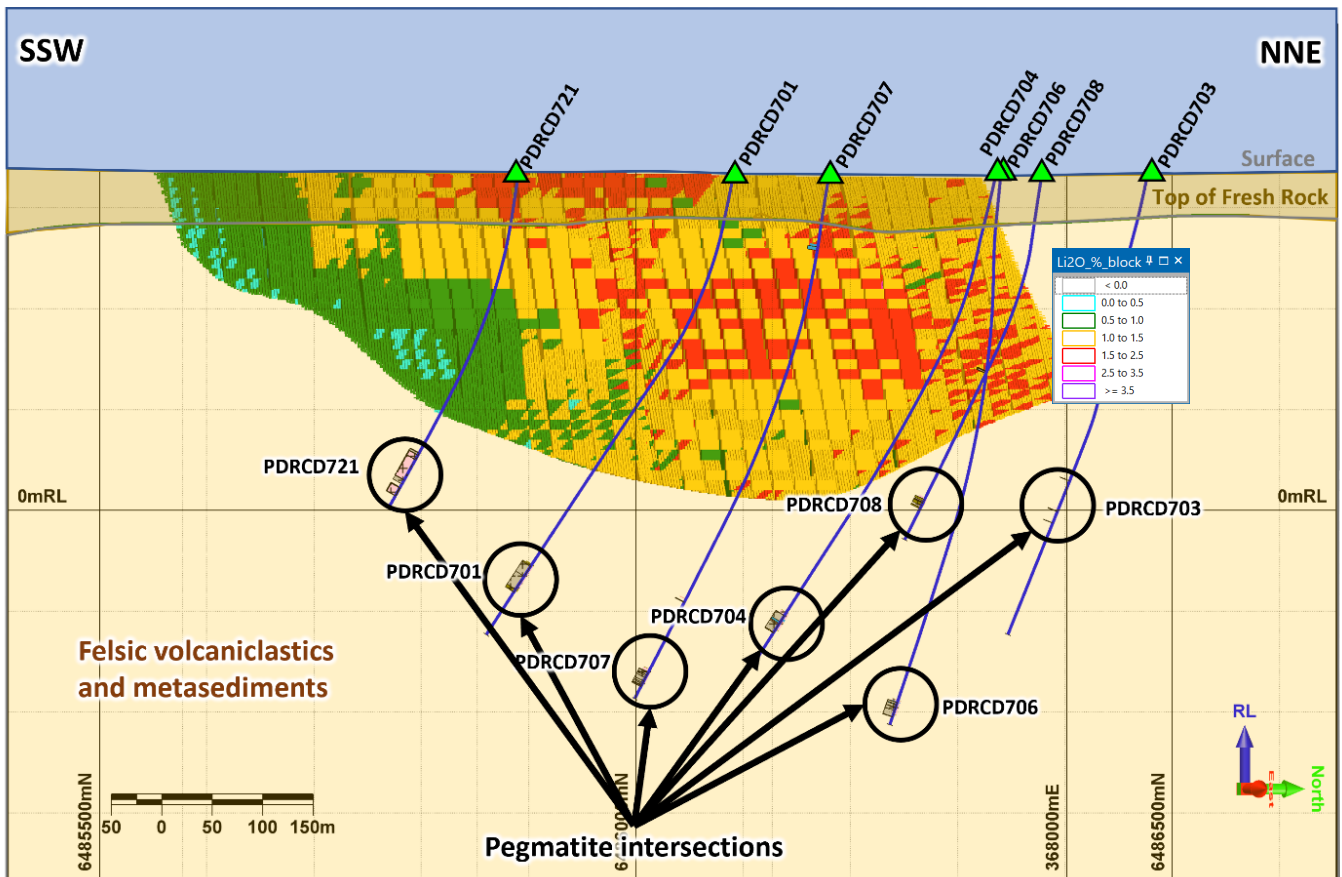 SSW
NNE
PDRCD721
PDRCD701
PDRCD707
PDRCD704
PDRCD706
PDRCD708
PDRCD703
Surface
Top of Fresh Rock
Li2O_%_block
< 0.0
0.0 to 0.5
0.5 to 1.0
1.0 to 1.5
1.5 to 2.5
2.5 to 3.5
>= 3.5
PDRCD721
0mRL
PDRCD708
0mRL
PDRCD703
PDRCD701
PDRCD704
Felsic volcaniclastics
and metasediments
PDRCD707
PDRCD706
RL
East
North
50 0 50 100 150m
6485500mN
368000mE
6486500mN
Pegmatite intersections